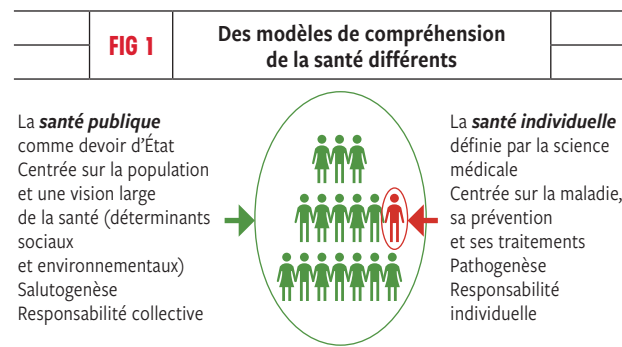 FIG 1
Des modèles de compréhension
de la santé différents
La santé publique
comme devoir d'État
Centrée sur la population
et une vision large
de la santé (déterminants
sociaux
et environnementaux)
Salutogenèse
Responsabilité collective
La santé individuelle
définie par la science
médicale
Centrée sur la maladie,
sa prévention
et ses traitements
Pathogenèse
Responsabilité
individuelle